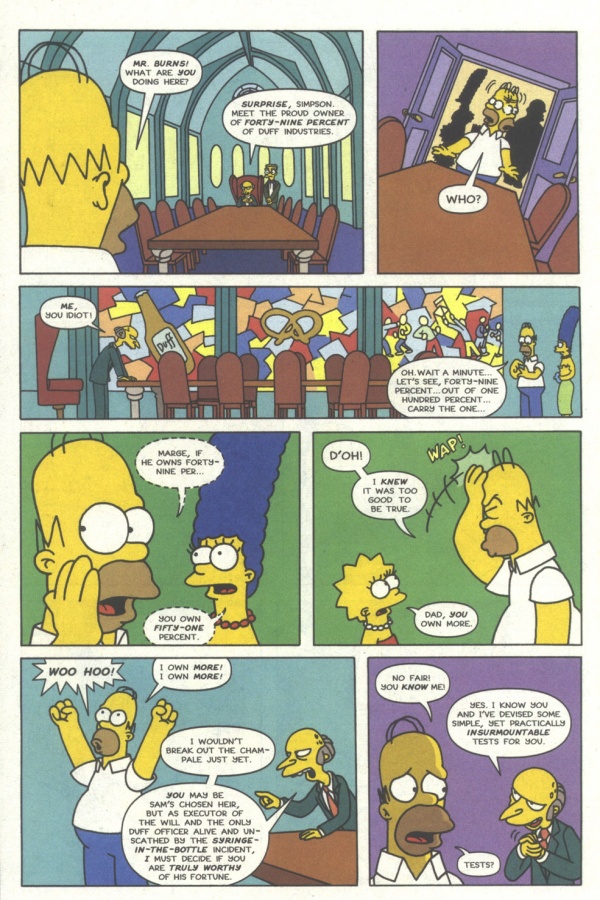 MR. BURNS!
WHAT ARE YOU
DOING HERE?
SURPRISE, SIMPSON.
MEET THE PROUD OWNER
OF FORTY-NINE PERCENT
OF DUFF INDUSTRIES.
WHO?
ME,
YOU IDIOT!
Duff
OH. WAIT A MINUTE...
LET'S SEE, FORTY-NINE
PERCENT...OUT OF ONE
HUNDRED PERCENT...
CARRY THE ONE...
MARGE, IF
HE OWNS FORTY-
NINE PER...
YOU OWN
FIFTY-ONE
PERCENT.
D'OH!
WAP!
I KNEW
IT WAS TOO
GOOD TO
BE TRUE.
DAD, YOU
OWN MORE.
WOO HOO!
I OWN MORE!
I OWN MORE!
I WOULDN'T
BREAK OUT THE CHAM-
PALE JUST YET.
YOU MAY BE
SAM'S CHOSEN HEIR,
BUT AS EXECUTOR OF
THE WILL AND THE ONLY
DUFF OFFICER ALIVE AND UN-
SCATHED BY THE SYRINGE-
IN-THE-BOTTLE INCIDENT,
I MUST DECIDE IF YOU
ARE TRULY WORTHY
OF HIS FORTUNE.
NO FAIR!
YOU KNOW ME!
YES. I KNOW YOU
AND I'VE DEVISED SOME
SIMPLE, YET PRACTICALLY
INSURMOUNTABLE
TESTS FOR YOU.
TESTS?